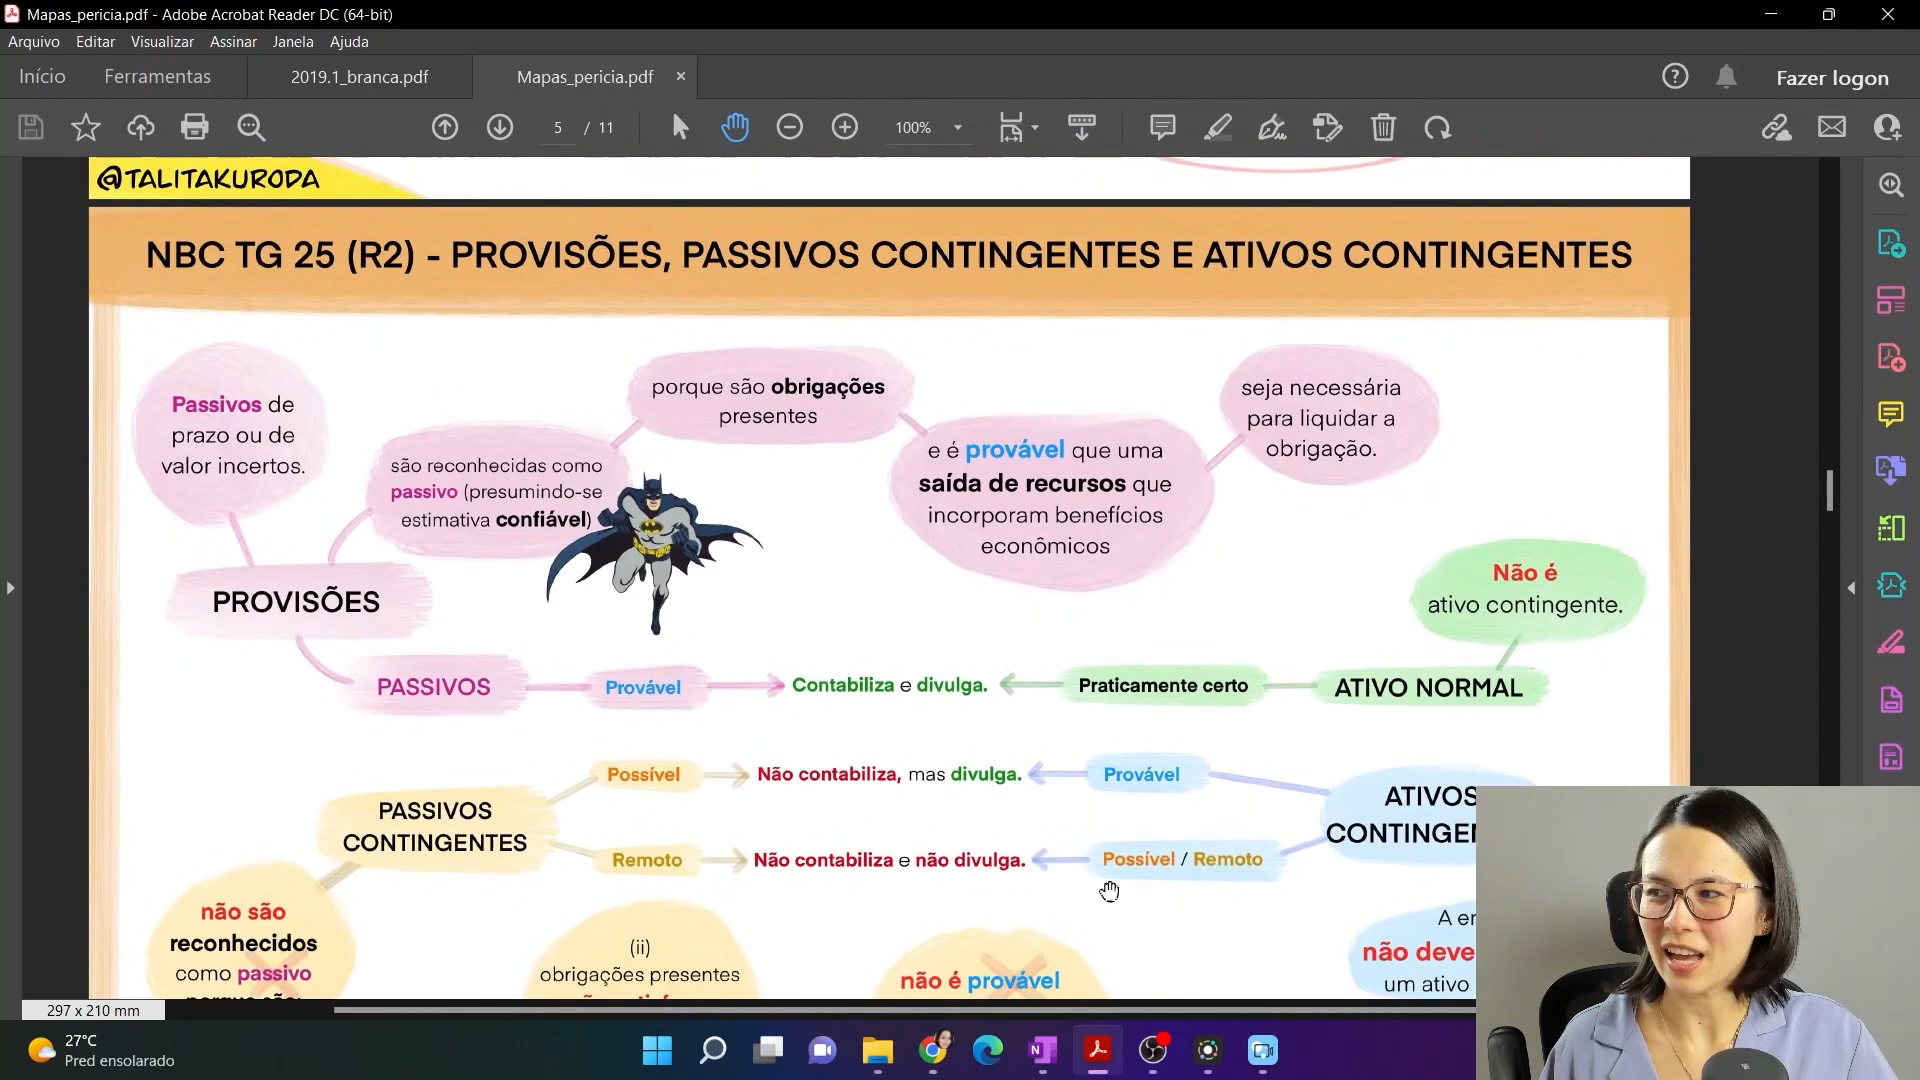 Mapas_pericia.pdf - Adobe Acrobat Reader DC (64-bit)
Arquivo Editar Visualizar Assinar Janela Ajuda
Início Ferramentas 2019.1_branca.pdf Mapas_pericia.pdf × Fazer logon
5 / 11 100%
@TALITAKURODA
NBC TG 25 (R2) - PROVISÕES, PASSIVOS CONTINGENTES E ATIVOS CONTINGENTES
Passivos de
prazo ou de
valor incertos.
são reconhecidas como
passivo (presumindo-se
estimativa confiável)
porque são obrigações
presentes
e é provável que uma
saída de recursos que
incorporam benefícios
econômicos
seja necessária
para liquidar a
obrigação.
PROVISÕES
Não é
ativo contingente.
PASSIVOS Provável Contabiliza e divulga. Praticamente certo ATIVO NORMAL
PASSIVOS
CONTINGENTES
Possível Não contabiliza, mas divulga. Provável
Remoto Não contabiliza e não divulga. Possível / Remoto
ATIVOS
CONTINGEN
não são
reconhecidos
como passivo
porque são:
(ii)
obrigações presentes
não é provável
não deve
um ativo
297 x 210 mm
27°C
Pred ensolarado